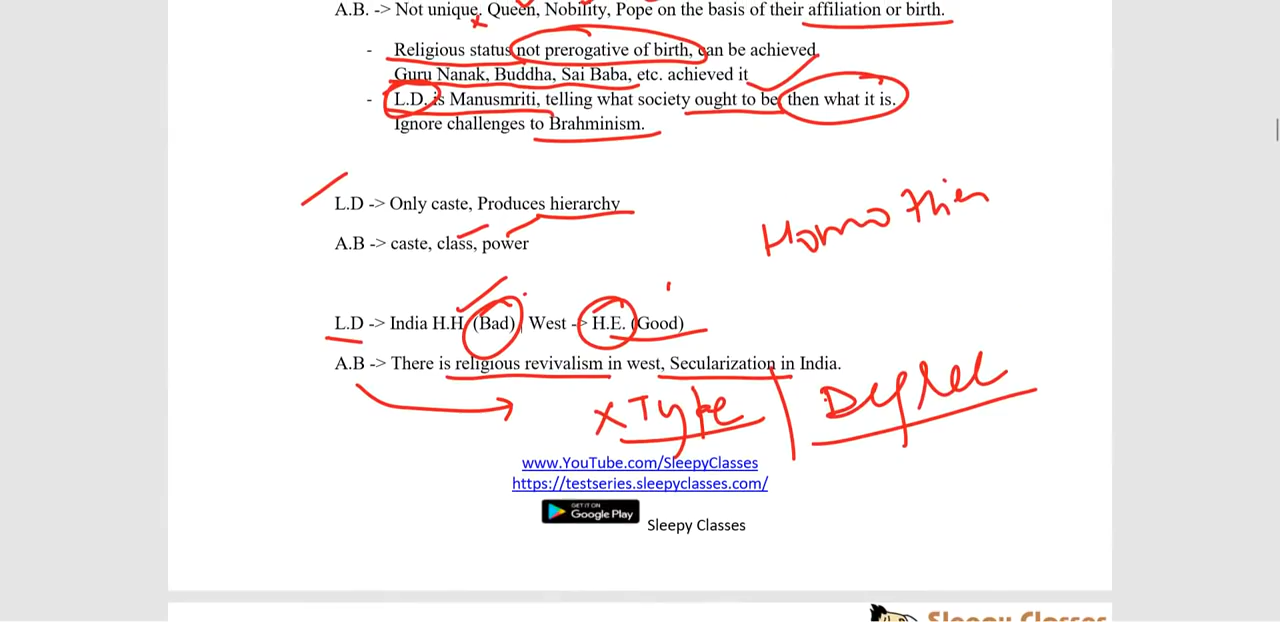 A.B. -> Not unique. Queen, Nobility, Pope on the basis of their affiliation or birth.
x
- Religious status not prerogative of birth, can be achieved.
Guru Nanak, Buddha, Sai Baba, etc. achieved it
- L.D. is Manusmriti, telling what society ought to be then what it is.
Ignore challenges to Brahminism.
L.D -> Only caste, Produces hierarchy
Homo Hier
A.B -> caste, class, power
L.D -> India H.H (Bad) West -> H.E. (Good)
A.B -> There is religious revivalism in west, Secularization in India.
x Type | Degree
www.YouTube.com/SleepyClasses
https://testseries.sleepyclasses.com/
GET IT ON
Google Play
Sleepy Classes
Sleepy Classes